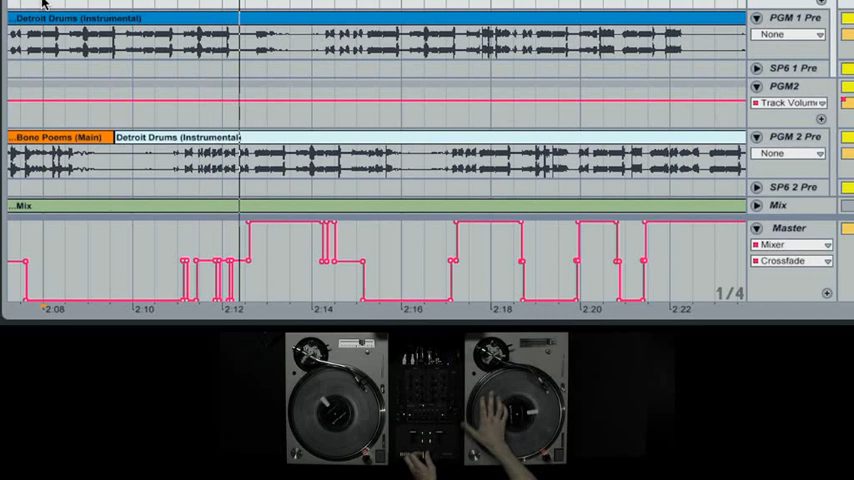 ...Detroit Drums (Instrumental)
PGM 1 Pre
None
SP6 1 Pre
PGM2
Track Volum
...Bone Poems (Main)
Detroit Drums (Instrumental
PGM 2 Pre
None
SP6 2 Pre
...Mix
Mix
Master
Mixer
Crossfade
1/4
2:08
2:10
2:12
2:14
2:16
2:18
2:20
2:22